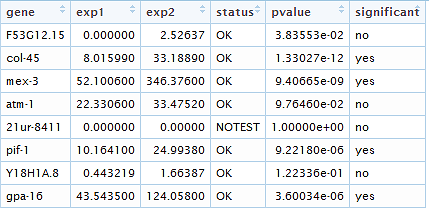 gene exp1 exp2 status pvalue significant
F53G12.15 0.000000 2.52637 OK 3.83553e-02 no
col-45 8.015990 33.18890 OK 1.33027e-12 yes
mex-3 52.100600 346.37600 OK 9.40665e-09 yes
atm-1 22.330600 33.47520 OK 9.76460e-02 no
21ur-8411 0.000000 0.00000 NOTEST 1.00000e+00 no
pif-1 10.164100 24.99380 OK 9.22180e-06 yes
Y18H1A.8 0.443219 1.66387 OK 1.22336e-01 no
gpa-16 43.543500 124.05800 OK 3.60034e-06 yes